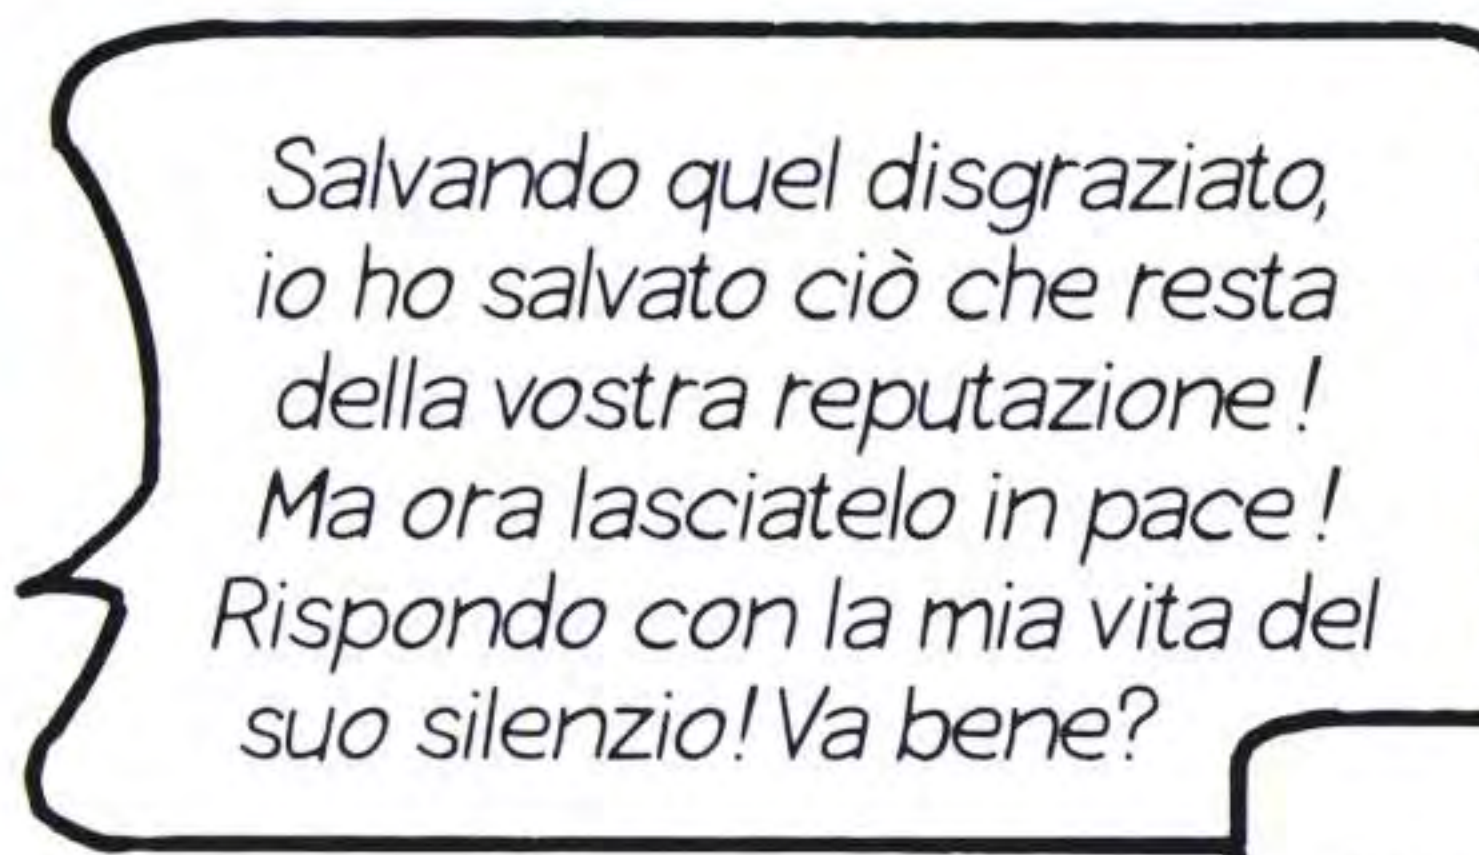 Salvando quel disgraziato,
io ho salvato ciò che resta
della vostra reputazione!
Ma ora lasciatelo in pace!
Rispondo con la mia vita del
suo silenzio! Va bene?